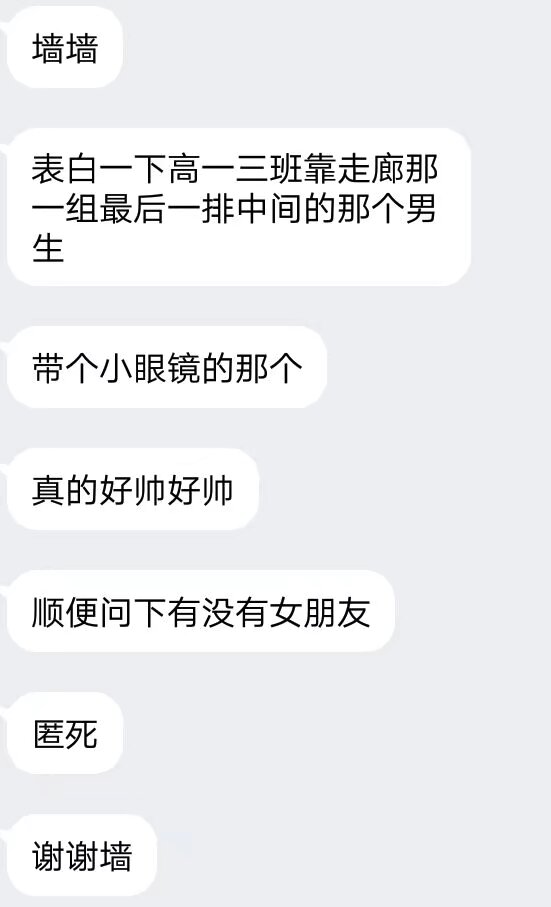 墙墙
表白一下高一三班靠走廊那
一组最后一排中间的那个男
生
带个小眼镜的那个
真的好帅好帅
顺便问下有没有女朋友
匿死
谢谢墙